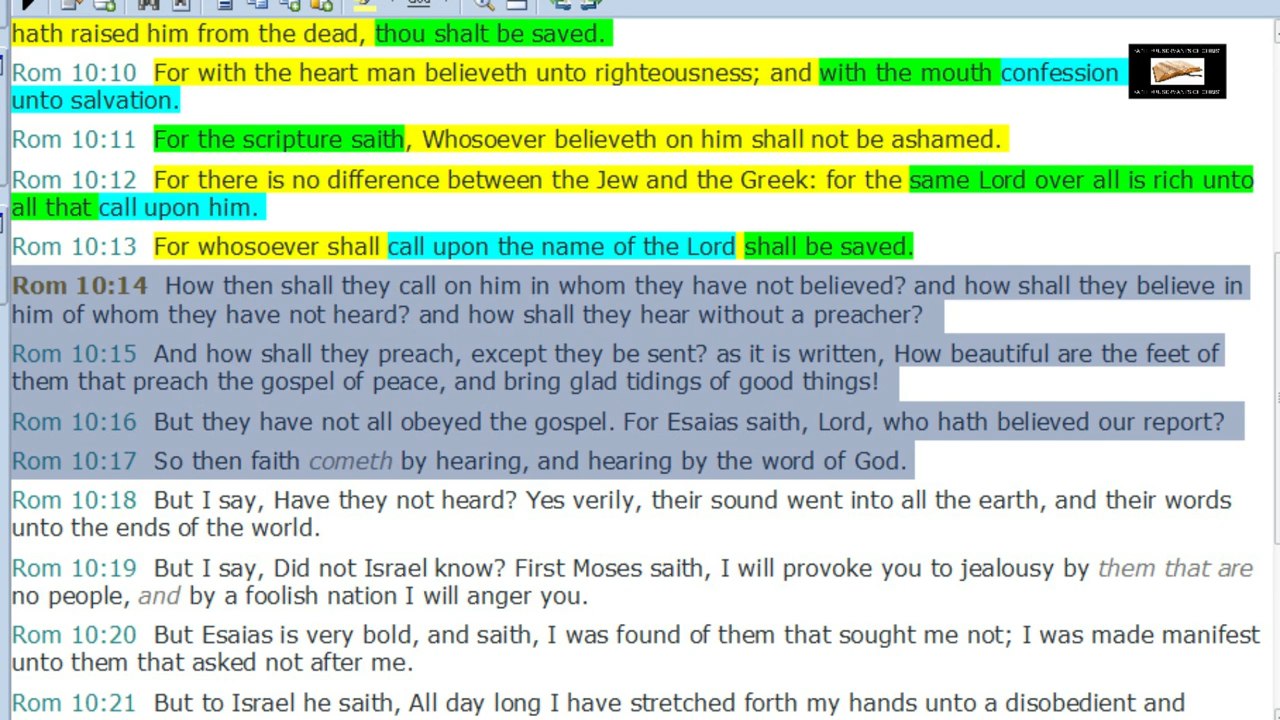 hath raised him from the dead, thou shalt be saved.
Rom 10:10 For with the heart man believeth unto righteousness; and with the mouth confession
unto salvation.
Rom 10:11 For the scripture saith, Whosoever believeth on him shall not be ashamed.
Rom 10:12 For there is no difference between the Jew and the Greek: for the same Lord over all is rich unto
all that call upon him.
Rom 10:13 For whosoever shall call upon the name of the Lord shall be saved.
Rom 10:14 How then shall they call on him in whom they have not believed? and how shall they believe in
him of whom they have not heard? and how shall they hear without a preacher?
Rom 10:15 And how shall they preach, except they be sent? as it is written, How beautiful are the feet of
them that preach the gospel of peace, and bring glad tidings of good things!
Rom 10:16 But they have not all obeyed the gospel. For Esaias saith, Lord, who hath believed our report?
Rom 10:17 So then faith cometh by hearing, and hearing by the word of God.
Rom 10:18 But I say, Have they not heard? Yes verily, their sound went into all the earth, and their words
unto the ends of the world.
Rom 10:19 But I say, Did not Israel know? First Moses saith, I will provoke you to jealousy by them that are
no people, and by a foolish nation I will anger you.
Rom 10:20 But Esaias is very bold, and saith, I was found of them that sought me not; I was made manifest
unto them that asked not after me.
Rom 10:21 But to Israel he saith, All day long I have stretched forth my hands unto a disobedient and